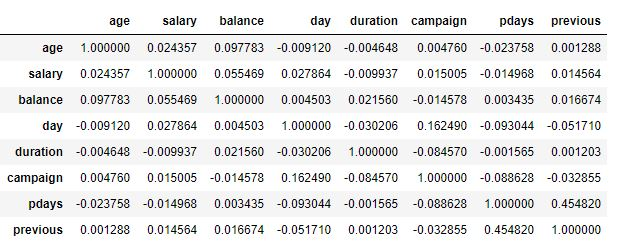 age salary balance day duration campaign pdays previous
age 1.000000 0.024357 0.097783 -0.009120 -0.004648 0.004760 -0.023758 0.001288
salary 0.024357 1.000000 0.055469 0.027864 -0.009937 0.015005 -0.014968 0.014564
balance 0.097783 0.055469 1.000000 0.004503 0.021560 -0.014578 0.003435 0.016674
day -0.009120 0.027864 0.004503 1.000000 -0.030206 0.162490 -0.093044 -0.051710
duration -0.004648 -0.009937 0.021560 -0.030206 1.000000 -0.084570 -0.001565 0.001203
campaign 0.004760 0.015005 -0.014578 0.162490 -0.084570 1.000000 -0.088628 -0.032855
pdays -0.023758 -0.014968 0.003435 -0.093044 -0.001565 -0.088628 1.000000 0.454820
previous 0.001288 0.014564 0.016674 -0.051710 0.001203 -0.032855 0.454820 1.000000